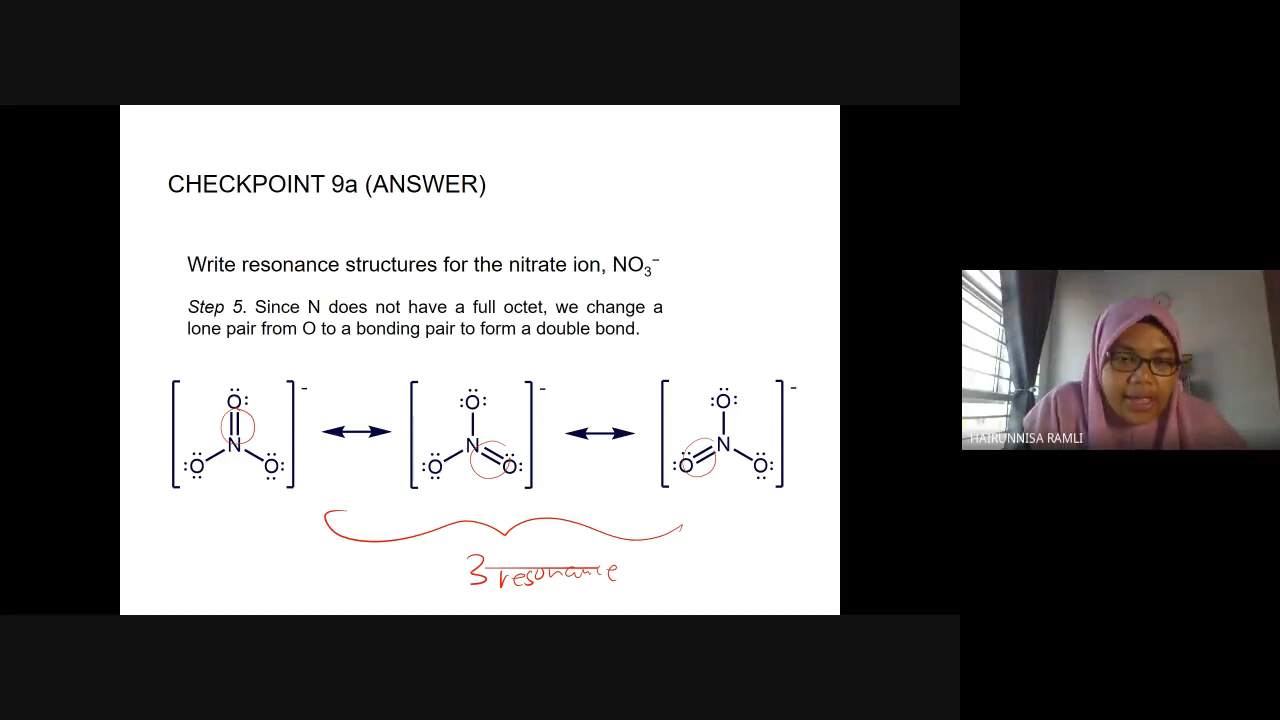 CHECKPOINT 9a (ANSWER)
Write resonance structures for the nitrate ion, NO₃⁻
Step 5. Since N does not have a full octet, we change a
lone pair from O to a bonding pair to form a double bond.
O O O
N N N
O O O O O O
3 resonance
HAIRUNNISA RAMLI